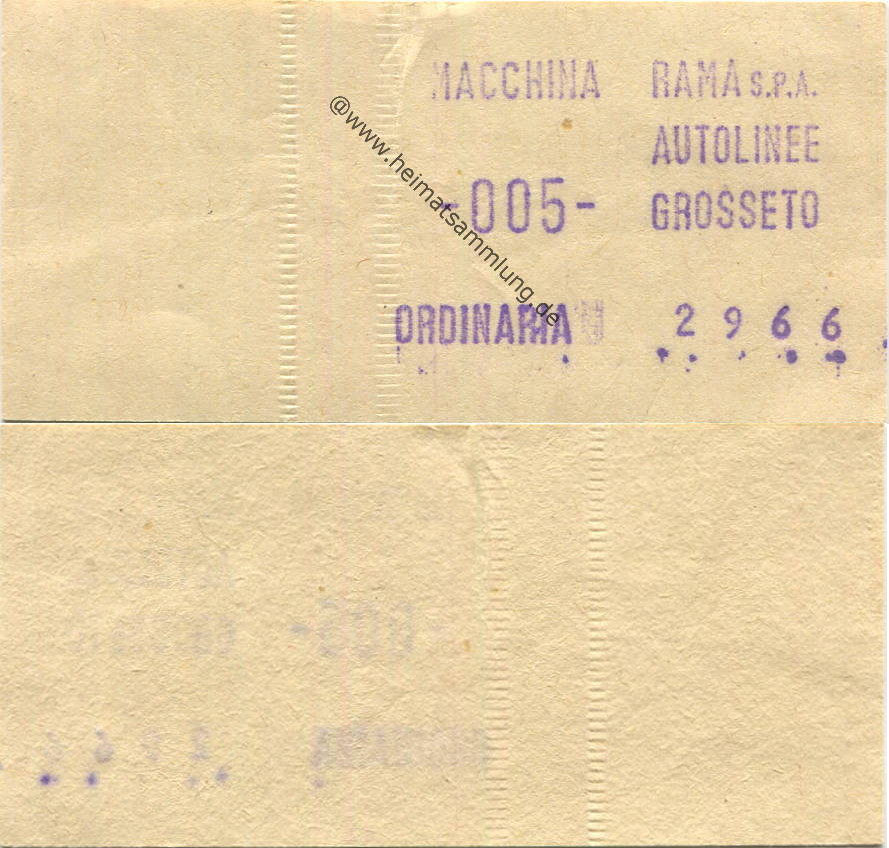 MACCHINA RAMA S.P.A.
AUTOLINEE
-005- GROSSETO
ORDINARIA 2966
@www.heimatsammlung.de